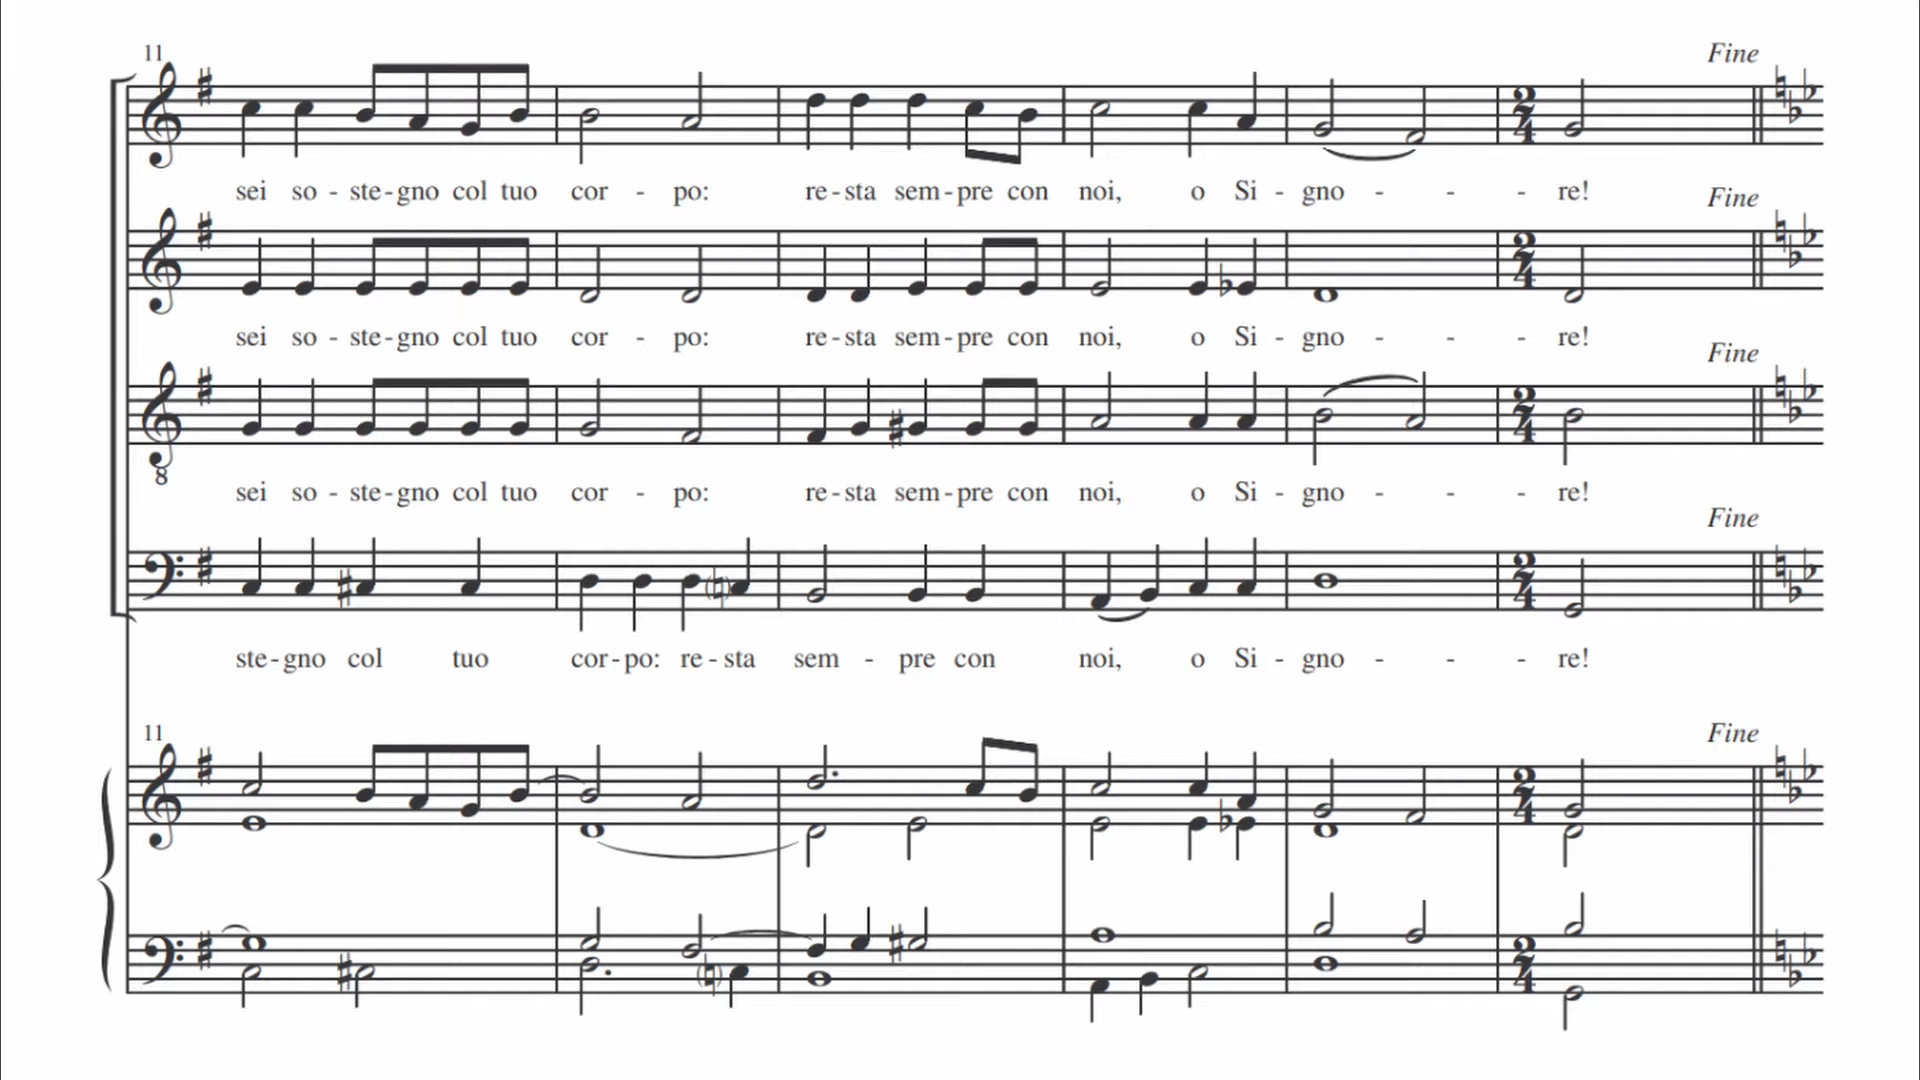 11
Fine
sei so - ste - gno col tuo cor - po: re - sta sem - pre con noi, o Si - gno - - - re!
Fine
sei so - ste - gno col tuo cor - po: re - sta sem - pre con noi, o Si - gno - - - re!
Fine
8
sei so - ste - gno col tuo cor - po: re - sta sem - pre con noi, o Si - gno - - - re!
Fine
ste - gno col tuo cor - po: re - sta sem - pre con noi, o Si - gno - - - re!
11
Fine